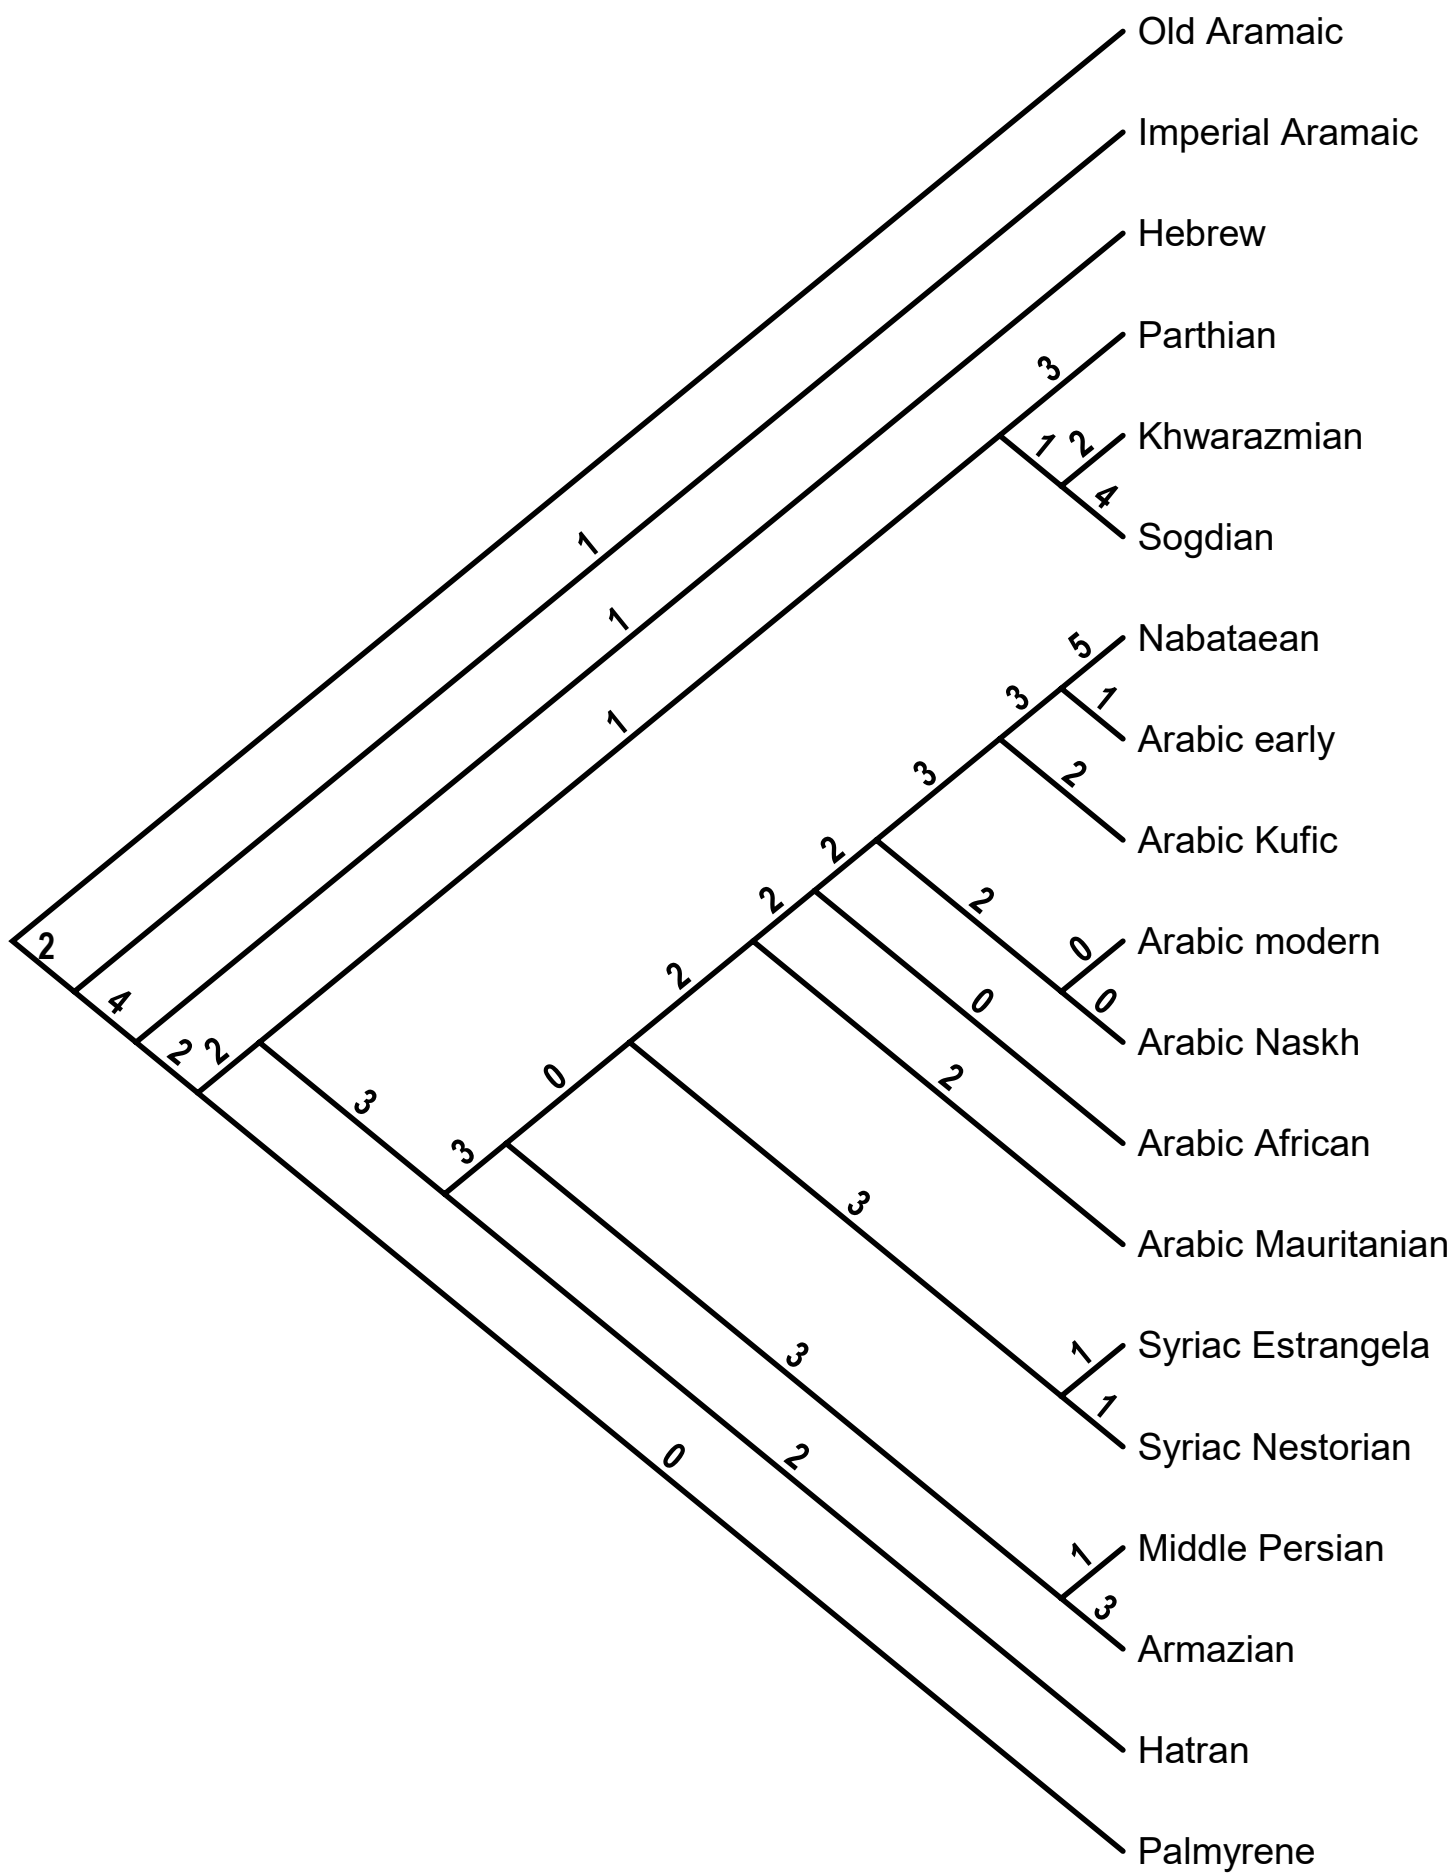 Old Aramaic
Imperial Aramaic
Hebrew
Parthian
3
Khwarazmian
1 2
4
Sogdian
1
1
Nabataean
5
3
1
1
Arabic early
3
2
Arabic Kufic
2
2
2
Arabic modern
0
2
2
0
0
4
Arabic Naskh
2 2
0
2
3
Arabic African
3
3
Arabic Mauritanian
Syriac Estrangela
1
3
1
Syriac Nestorian
0
2
Middle Persian
1
3
Armazian
Hatran
Palmyrene